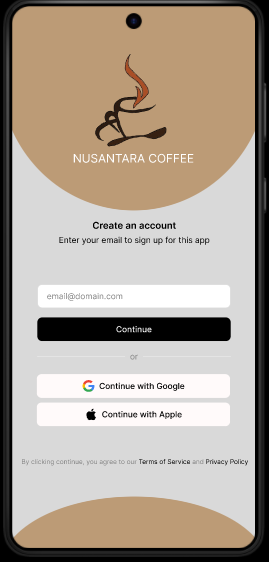 NUSANTARA COFFEE
Create an account
Enter your email to sign up for this app
email@domain.com
Continue
or
Continue with Google
Continue with Apple
By clicking continue, you agree to our Terms of Service and Privacy Policy